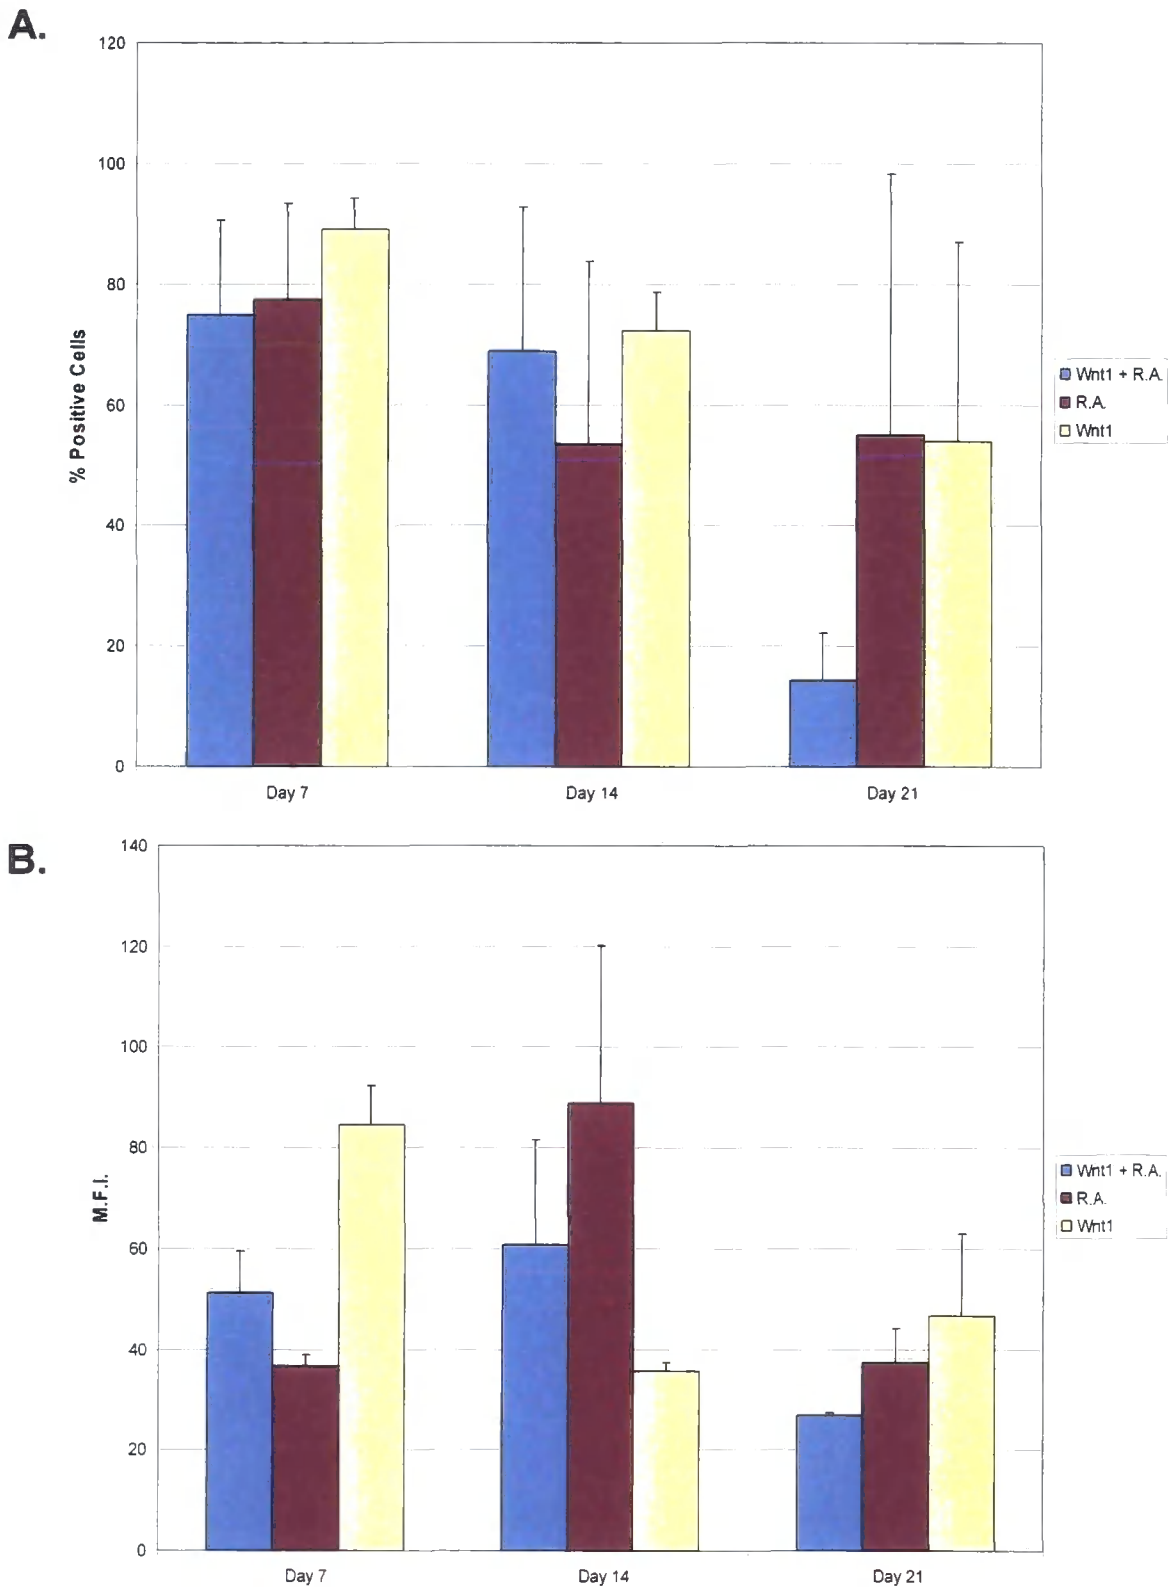 A.
120
100
80
60
40
20
0
% Positive Cells
Day 7
Day 14
Day 21
Wnt1 + R.A.
R.A.
Wnt1
B.
140
120
100
80
60
40
20
0
M.F.I.
Day 7
Day 14
Day 21
Wnt1 + R.A.
R.A.
Wnt1